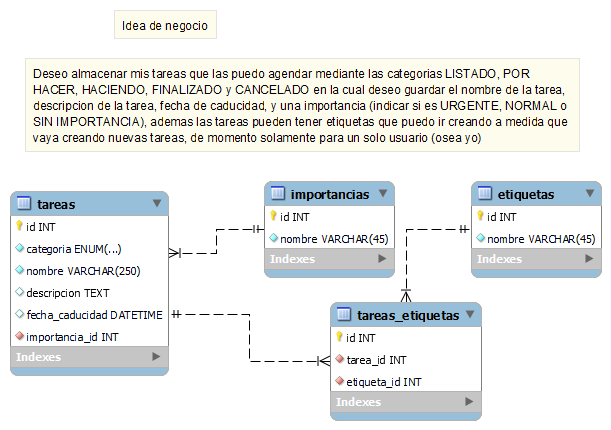 Idea de negocio
Deseo almacenar mis tareas que las puedo agendar mediante las categorias LISTADO, POR
HACER, HACIENDO, FINALIZADO y CANCELADO en la cual deseo guardar el nombre de la tarea,
descripcion de la tarea, fecha de caducidad, y una importancia (indicar si es URGENTE, NORMAL o
SIN IMPORTANCIA), ademas las tareas pueden tener etiquetas que puedo ir creando a medida que
vaya creando nuevas tareas, de momento solamente para un solo usuario (osea yo)
tareas
id INT
categoria ENUM(...)
nombre VARCHAR(250)
descripcion TEXT
fecha_caducidad DATETIME
importancia_id INT
Indexes
importancias
id INT
nombre VARCHAR(45)
Indexes
etiquetas
id INT
nombre VARCHAR(45)
Indexes
tareas_etiquetas
id INT
tarea_id INT
etiqueta_id INT
Indexes